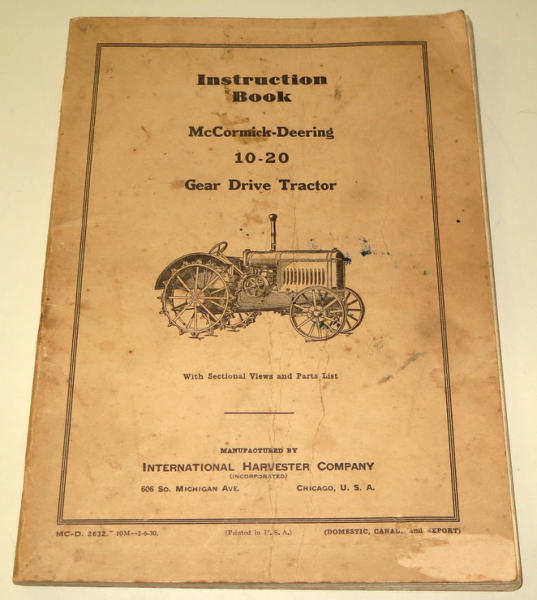 Instruction
Book
McCormick-Deering
10-20
Gear Drive Tractor
With Sectional Views and Parts List
MANUFACTURED BY
INTERNATIONAL HARVESTER COMPANY
(INCORPORATED)
606 SO. MICHIGAN AVE. CHICAGO, U. S. A.
MC-D. 2632. 10M—2-6-30. (Printed in U. S. A.) (DOMESTIC, CANADA and EXPORT)